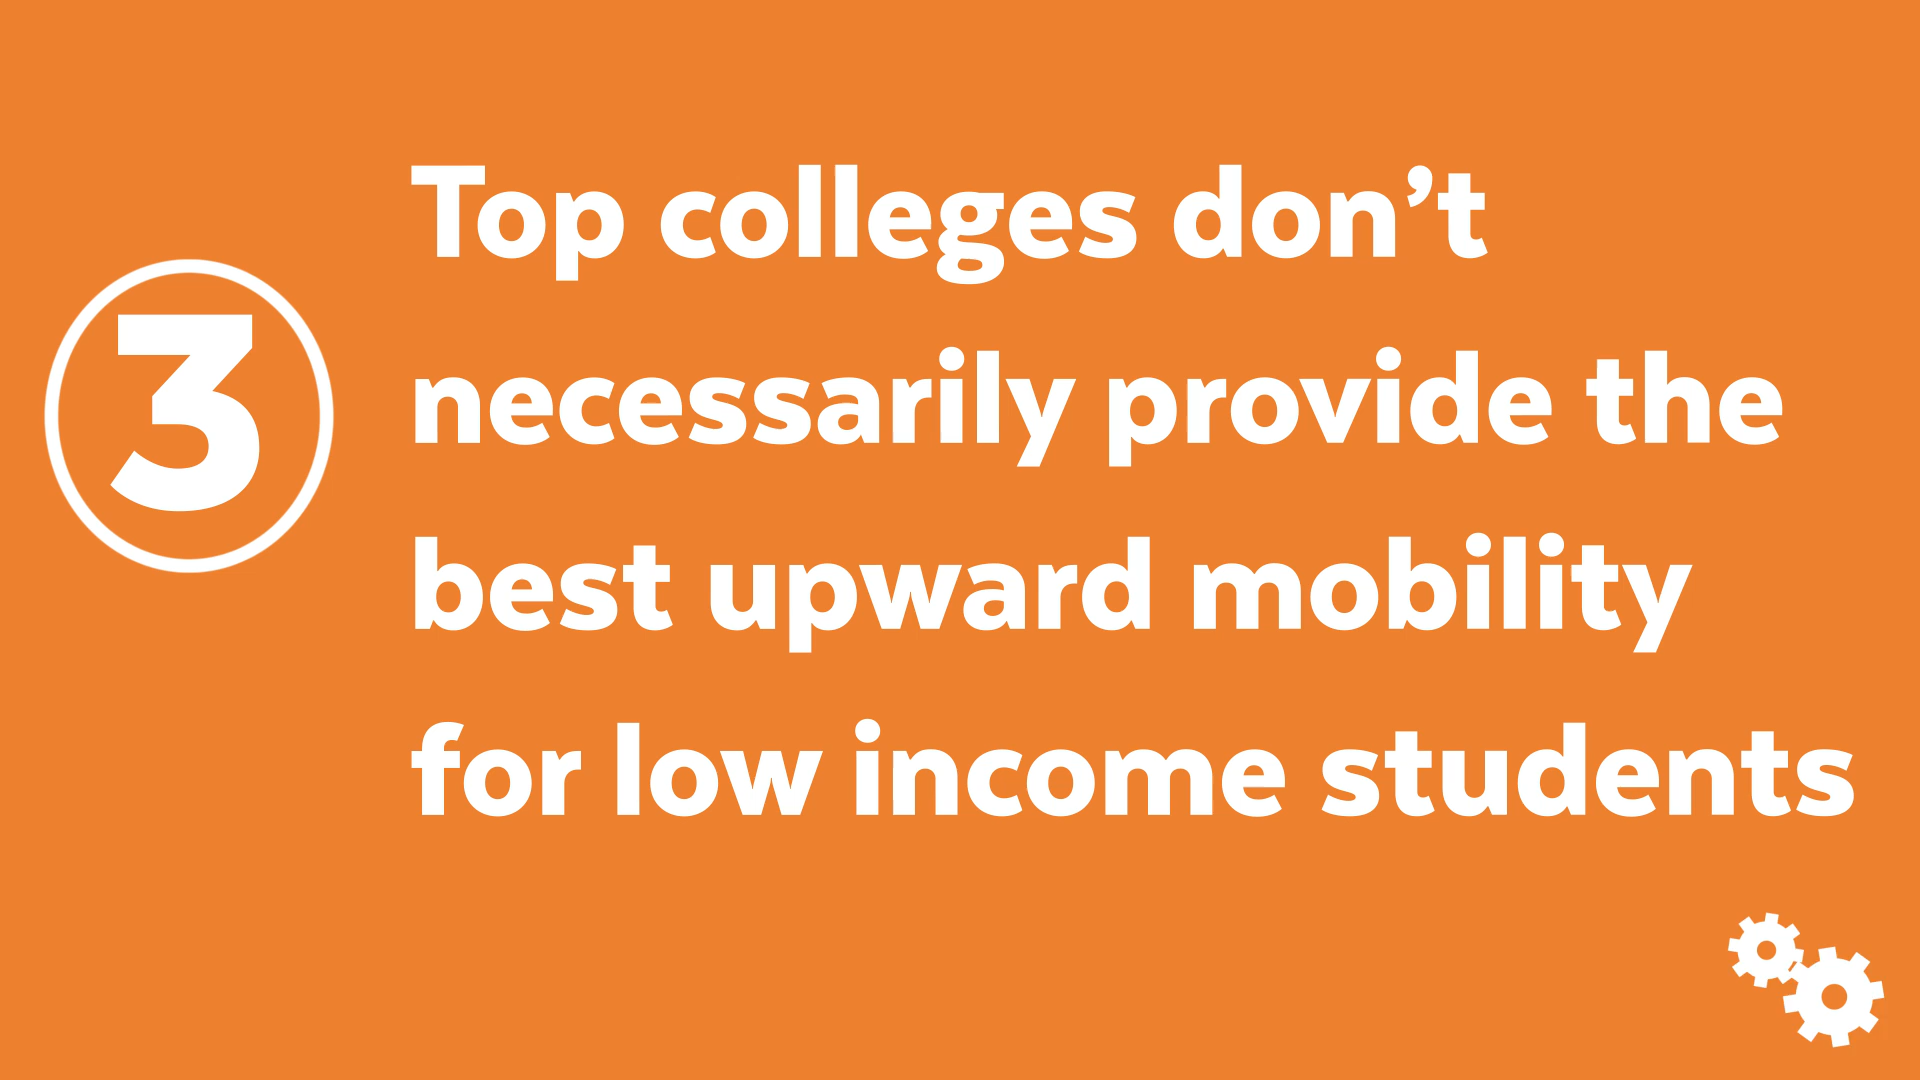 3
Top colleges don’t
necessarily provide the
best upward mobility
for low income students